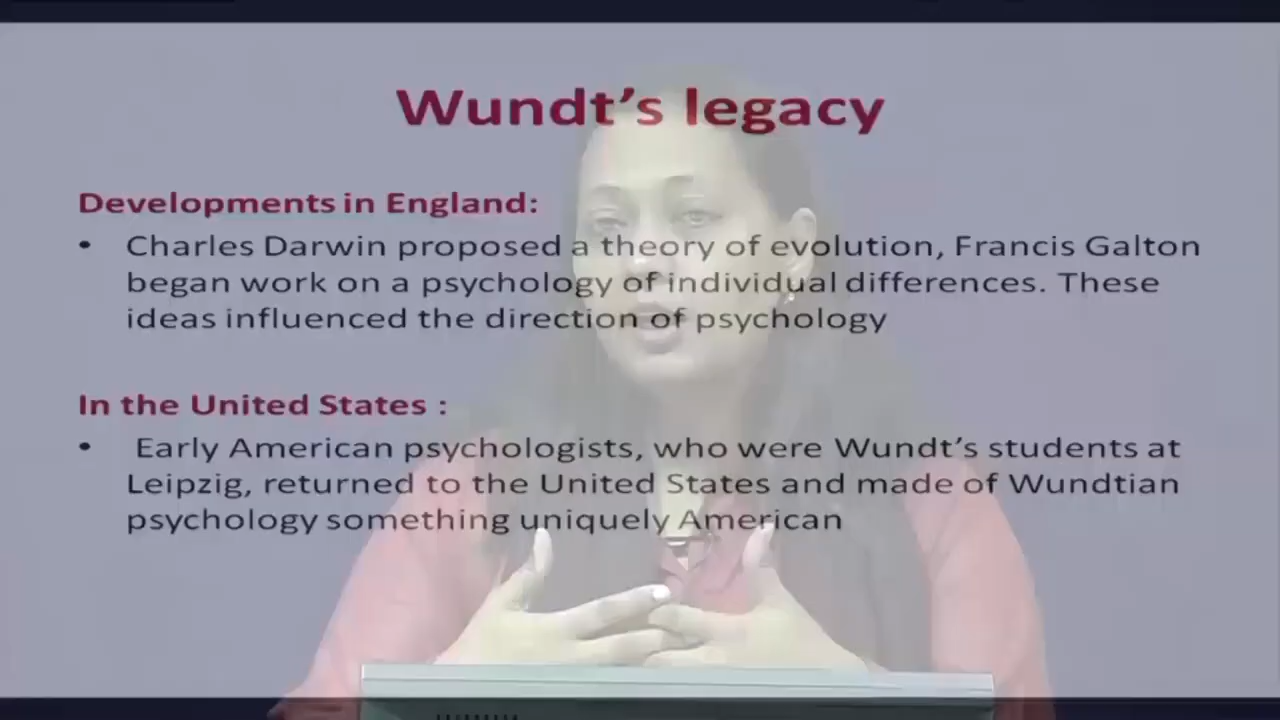 Wundt’s legacy
Developments in England:
• Charles Darwin proposed a theory of evolution, Francis Galton
began work on a psychology of individual differences. These
ideas influenced the direction of psychology
In the United States :
• Early American psychologists, who were Wundt’s students at
Leipzig, returned to the United States and made of Wundtian
psychology something uniquely American